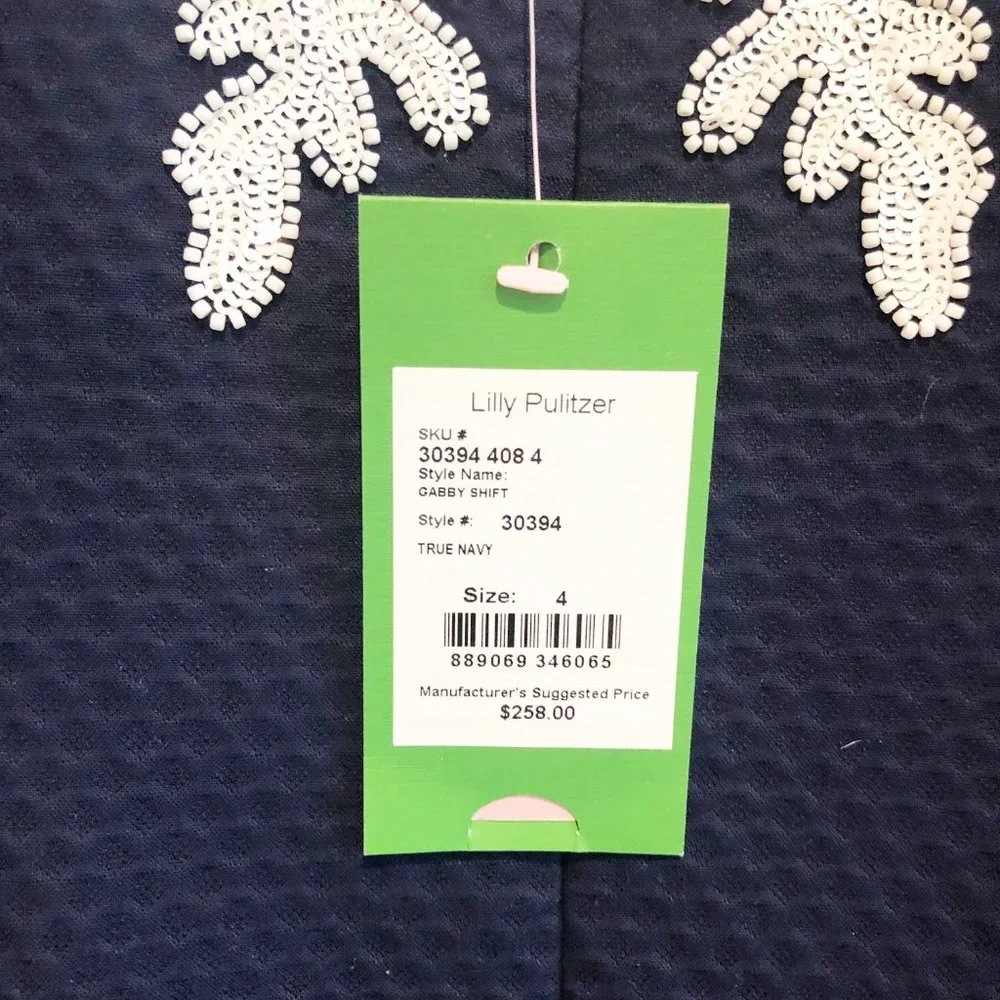 Lilly Pulitzer
SKU #
30394 408 4
Style Name:
GABBY SHIFT
Style #: 30394
TRUE NAVY
Size: 4
889069 346065
Manufacturer's Suggested Price
$258.00